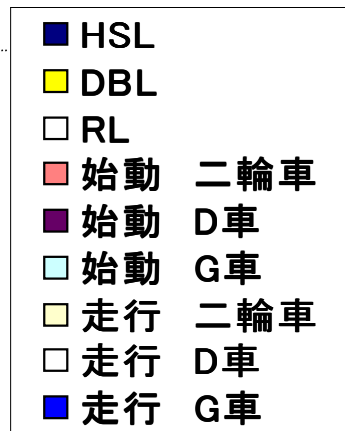 HSL
DBL
RL
始動　二輪車
始動　D車
始動　G車
走行　二輪車
走行　D車
走行　G車